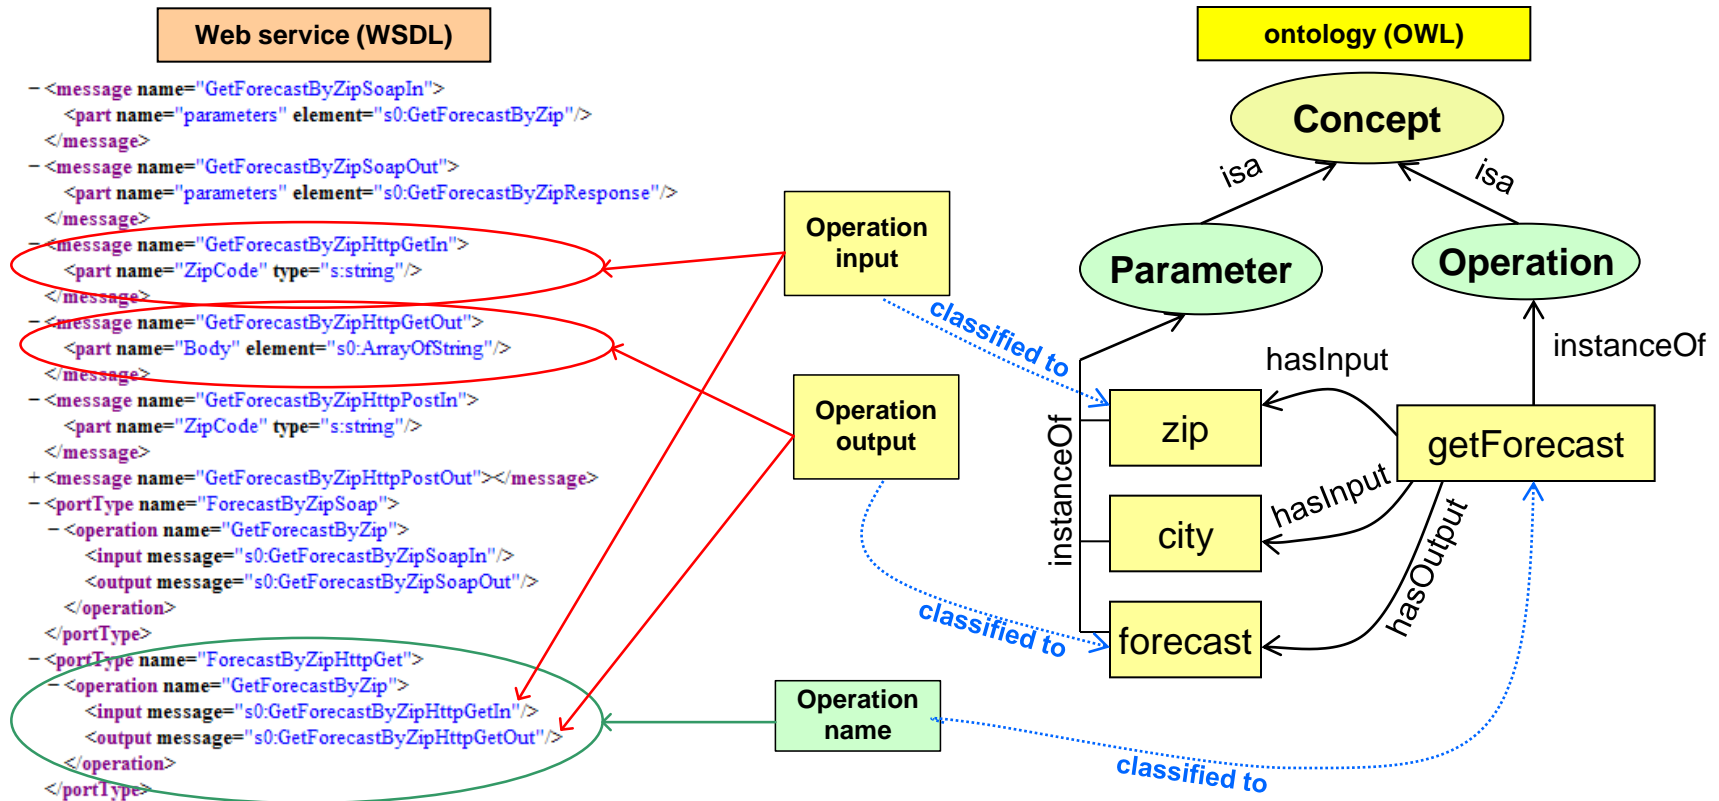 Web service (WSDL)
− <message name="GetForecastByZipSoapIn">
<part name="parameters" element="s0:GetForecastByZip"/>
</message>
− <message name="GetForecastByZipSoapOut">
<part name="parameters" element="s0:GetForecastByZipResponse"/>
</message>
− <message name="GetForecastByZipHttpGetIn">
<part name="ZipCode" type="s:string"/>
</message>
− <message name="GetForecastByZipHttpGetOut">
<part name="Body" element="s0:ArrayOfString"/>
</message>
− <message name="GetForecastByZipHttpPostIn">
<part name="ZipCode" type="s:string"/>
</message>
+ <message name="GetForecastByZipHttpPostOut"></message>
− <portType name="ForecastByZipSoap">
− <operation name="GetForecastByZip">
<input message="s0:GetForecastByZipSoapIn"/>
<output message="s0:GetForecastByZipSoapOut"/>
</operation>
</portType>
− <portType name="ForecastByZipHttpGet">
− <operation name="GetForecastByZip">
<input message="s0:GetForecastByZipHttpGetIn"/>
<output message="s0:GetForecastByZipHttpGetOut"/>
</operation>
</portType>
Operation
input
Operation
output
Operation
name
classified to
classified to
classified to
ontology (OWL)
Concept
isa
isa
Parameter
Operation
instanceOf
instanceOf
hasInput
zip
getForecast
hasInput
city
hasOutput
forecast